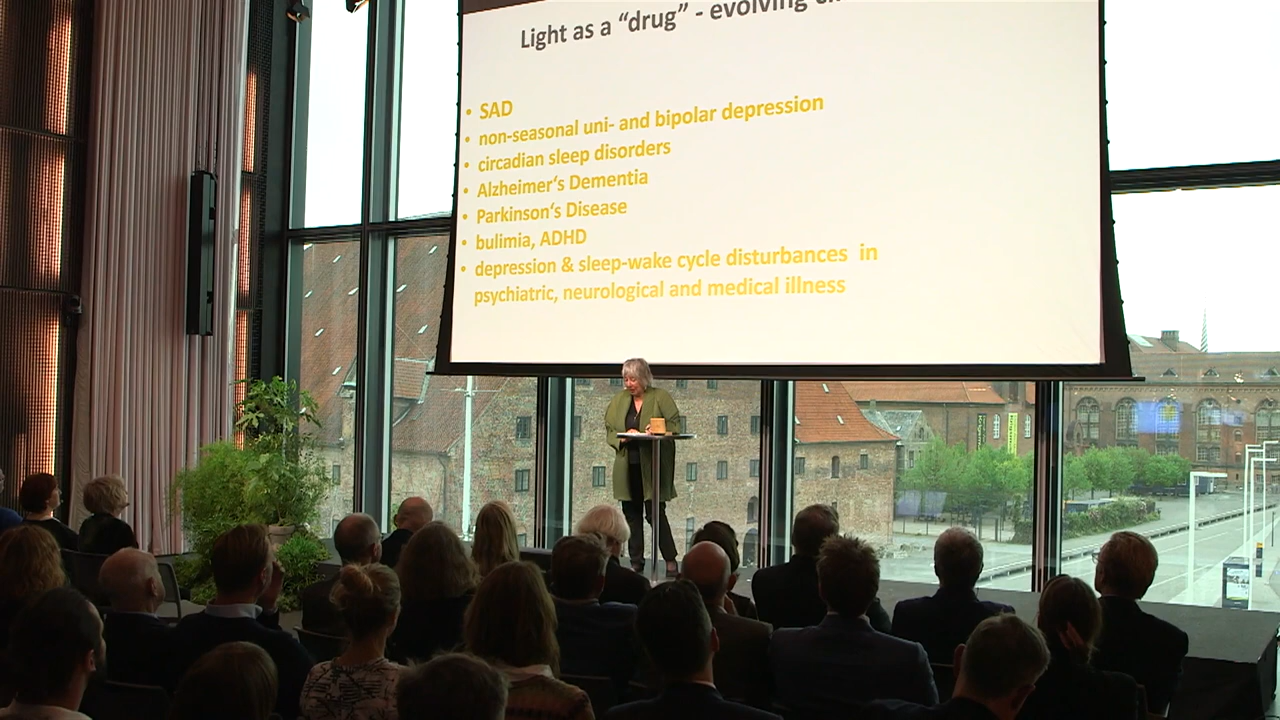 Light as a “drug” - evolving
• SAD
• non-seasonal uni- and bipolar depression
• circadian sleep disorders
• Alzheimer‘s Dementia
• Parkinson‘s Disease
• bulimia, ADHD
• depression & sleep-wake cycle disturbances in
psychiatric, neurological and medical illness